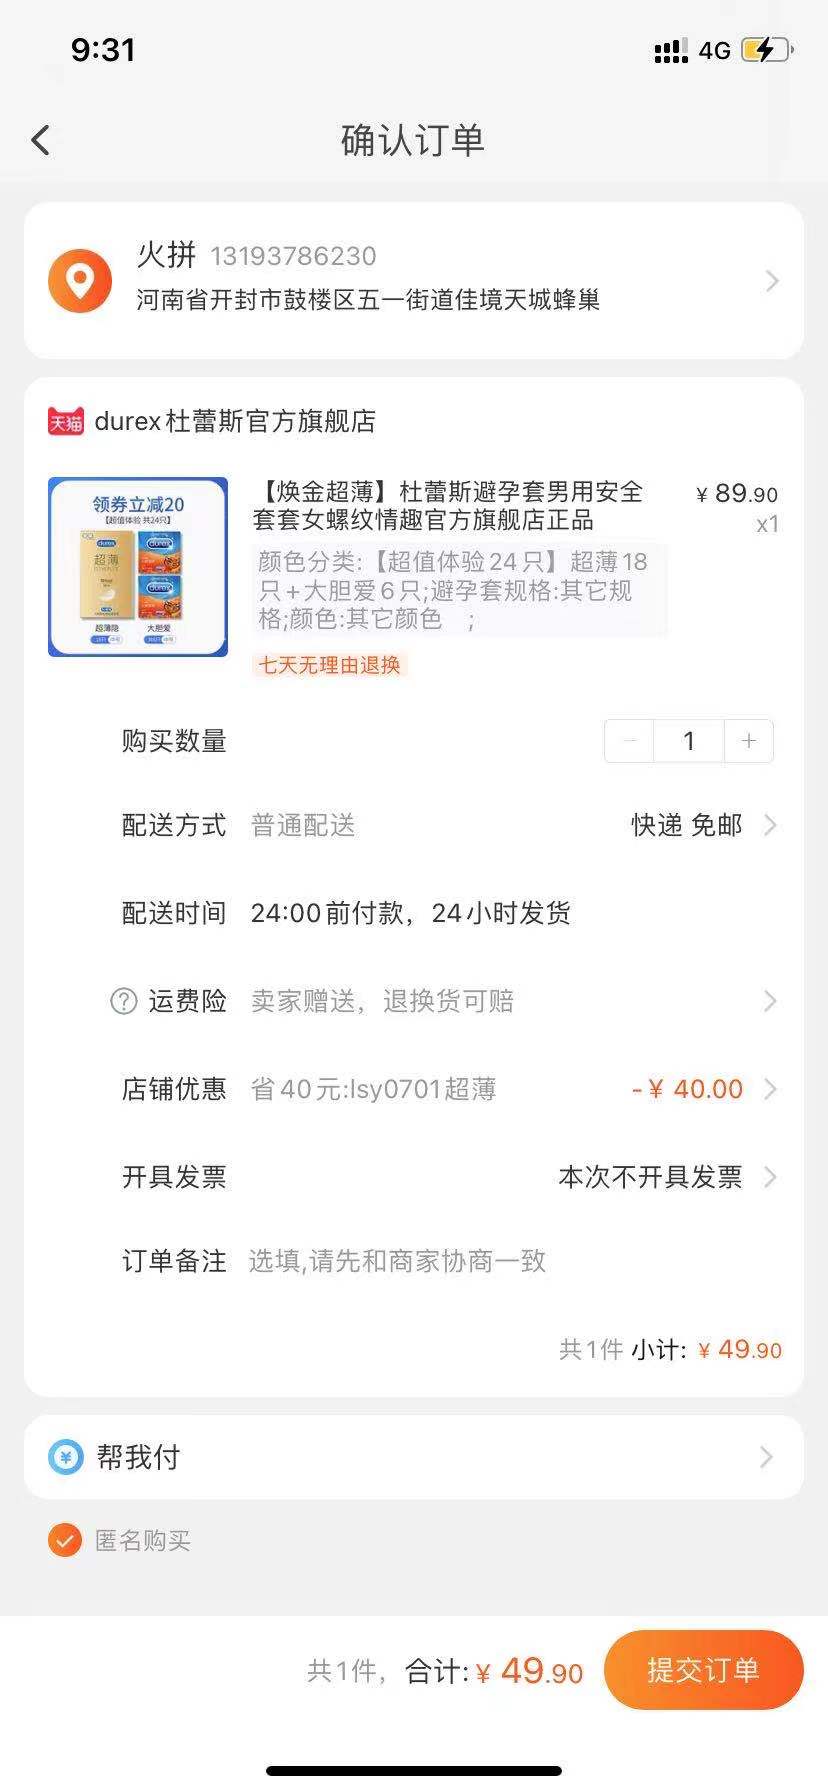 9:31
4G
确认订单
火拼 13193786230
河南省开封市鼓楼区五一街道佳境天城蜂巢
天猫 durex杜蕾斯官方旗舰店
领券立减20
【超值体验 共24只】
durex
超薄
durex
durex
超薄隐
大胆爱
【焕金超薄】杜蕾斯避孕套男用安全
套套女螺纹情趣官方旗舰店正品
¥ 89.90
x1
颜色分类:【超值体验24只】超薄18
只+大胆爱6只;避孕套规格:其它规
格;颜色:其它颜色 ;
七天无理由退换
购买数量 － 1 +
配送方式 普通配送 快递 免邮
配送时间 24:00前付款，24小时发货
? 运费险 卖家赠送，退换货可赔
店铺优惠 省40元:lsy0701超薄 -¥ 40.00
开具发票 本次不开具发票
订单备注 选填,请先和商家协商一致
共1件 小计: ¥ 49.90
¥ 帮我付
匿名购买
共1件，合计: ¥ 49.90 提交订单